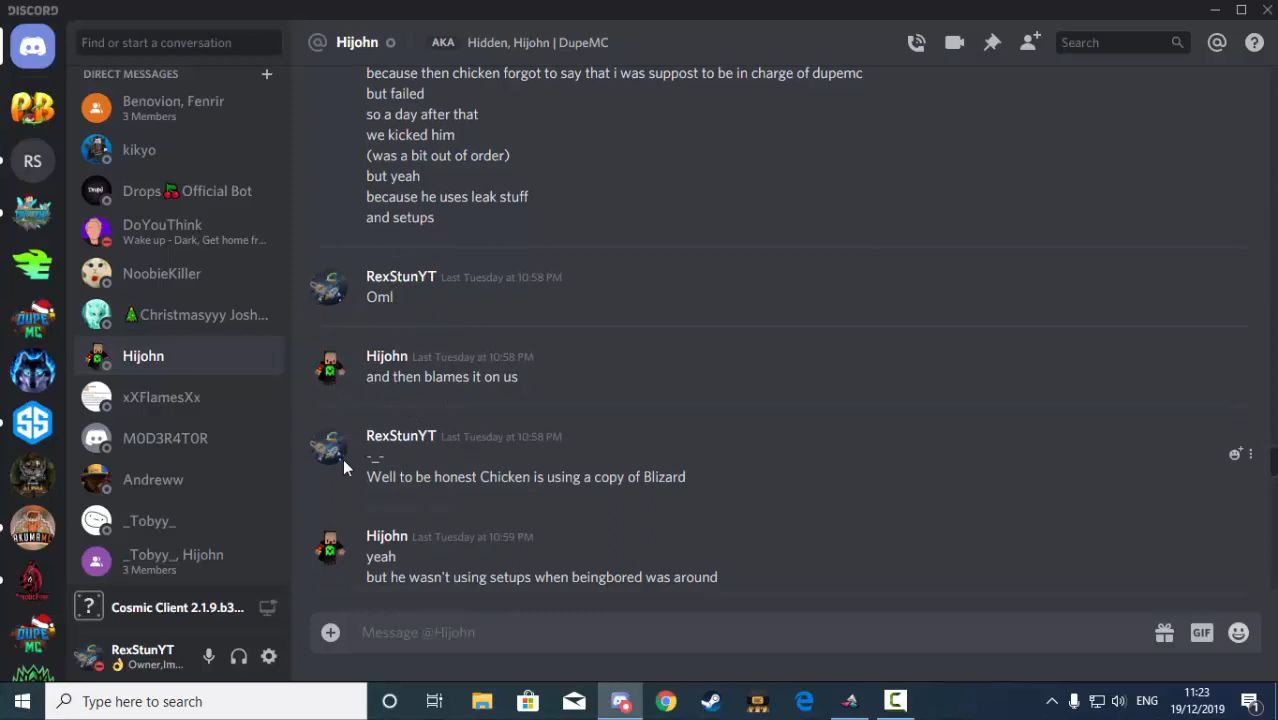 DISCORD
Find or start a conversation
Hijohn
AKA Hidden, Hijohn | DupeMC
Search
DIRECT MESSAGES
Benovion, Fenrir
3 Members
kikyo
Drops🍒Official Bot
DoYouThink
Wake up - Dark, Get home fr...
NoobieKiller
🎄Christmasyyy Josh...
Hijohn
xXFlamesXx
M0D3R4T0R
Andreww
_Tobyy_
_Tobyy_, Hijohn
3 Members
RS
DUPE MC
SS
AKUMAMC
DUPE MC
Cosmic Client 2.1.9.b3...
RexStunYT
👌 Owner,Im...
because then chicken forgot to say that i was suppost to be in charge of dupemc
but failed
so a day after that
we kicked him
(was a bit out of order)
but yeah
because he uses leak stuff
and setups
RexStunYT Last Tuesday at 10:58 PM
Oml
Hijohn Last Tuesday at 10:58 PM
and then blames it on us
RexStunYT Last Tuesday at 10:58 PM
-_-
Well to be honest Chicken is using a copy of Blizard
Hijohn Last Tuesday at 10:59 PM
yeah
but he wasn't using setups when beingbored was around
Message @Hijohn
GIF
Type here to search
ENG
11:23
19/12/2019